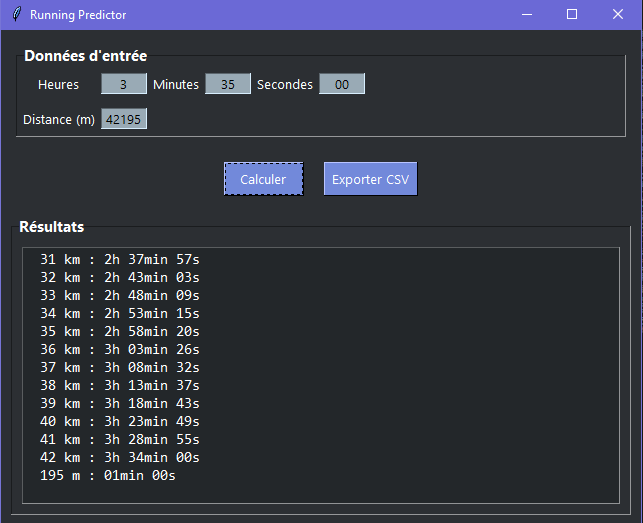 Running Predictor
Données d'entrée
Heures 3 Minutes 35 Secondes 00
Distance (m) 42195
Calculer Exporter CSV
Résultats
31 km : 2h 37min 57s
32 km : 2h 43min 03s
33 km : 2h 48min 09s
34 km : 2h 53min 15s
35 km : 2h 58min 20s
36 km : 3h 03min 26s
37 km : 3h 08min 32s
38 km : 3h 13min 37s
39 km : 3h 18min 43s
40 km : 3h 23min 49s
41 km : 3h 28min 55s
42 km : 3h 34min 00s
195 m : 01min 00s